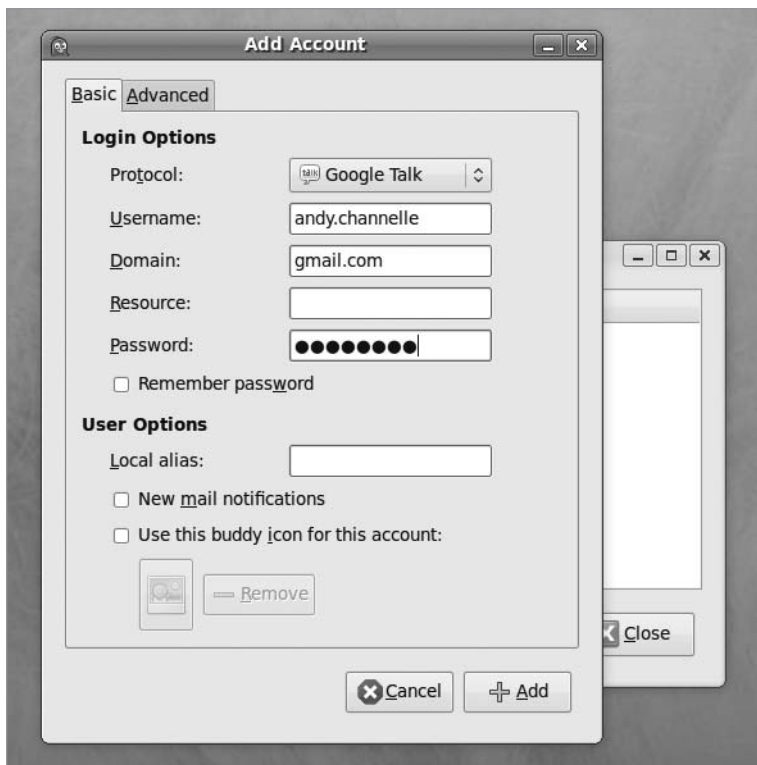 Add Account
Basic Advanced
Login Options
Protocol: talk Google Talk
Username: andy.channelle
Domain: gmail.com
Resource:
Password: ●●●●●●●●
Remember password
User Options
Local alias:
New mail notifications
Use this buddy icon for this account:
Remove
Close
Cancel Add